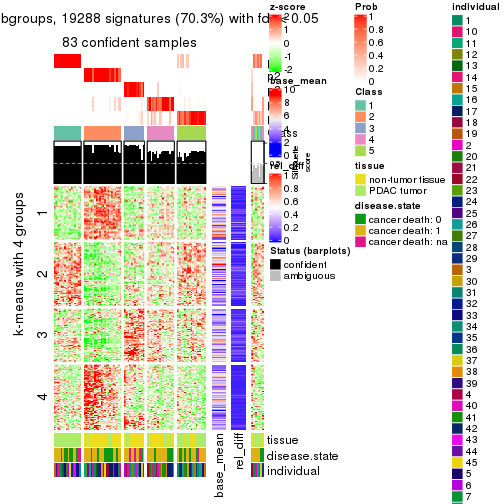 bgroups, 19288 signatures (70.3%) with fd < 0.05
83 confident samples
z-score
2
1
0
-1
-2
base_mean
10
8
6
4
2
0
rel_diff
1
0.8
0.6
0.4
0.2
0
Status (barplots)
confident
ambiguous
Prob
1
0.8
0.6
0.4
0.2
0
Class
1
2
3
4
5
tissue
non-tumor tissue
PDAC tumor
disease.state
cancer death: 0
cancer death: 1
cancer death: na
individual
1
10
11
12
13
14
15
16
17
18
19
2
20
21
22
23
24
25
26
27
28
29
3
30
31
32
33
34
35
36
37
38
39
4
40
41
42
43
44
45
5
6
7
Silhouette
score
k-means with 4 groups
1
2
3
4
base_mean
rel_diff
tissue
disease.state
individual